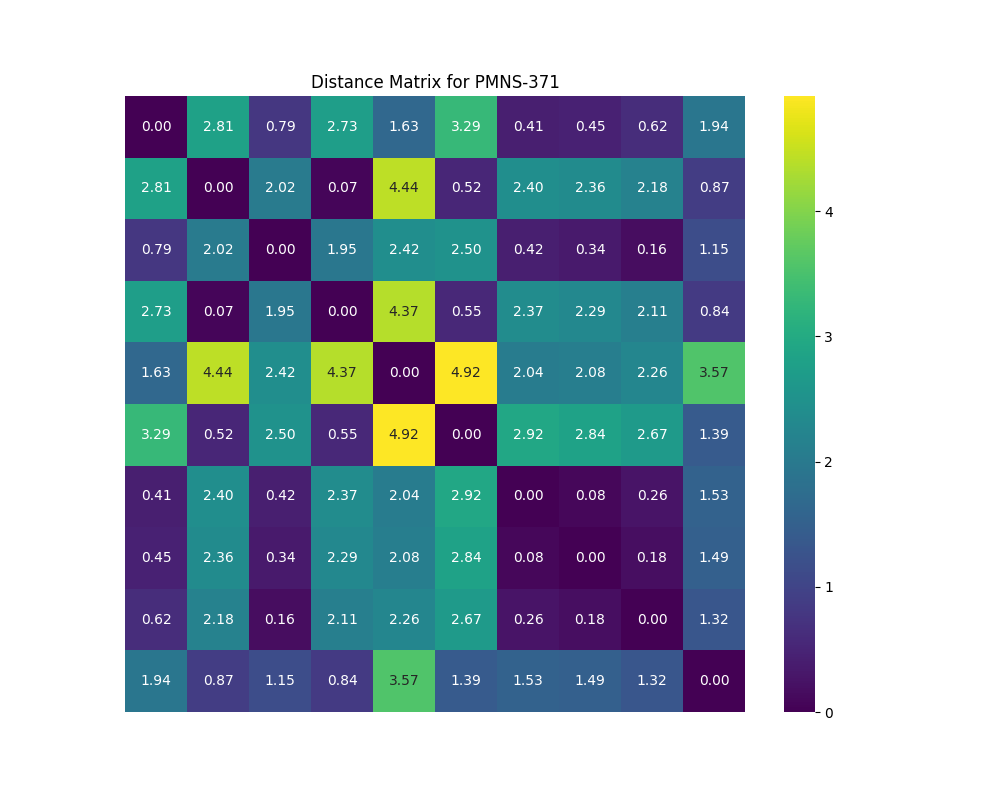 Distance Matrix for PMNS-371
0.00 2.81 0.79 2.73 1.63 3.29 0.41 0.45 0.62 1.94
2.81 0.00 2.02 0.07 4.44 0.52 2.40 2.36 2.18 0.87
4
0.79 2.02 0.00 1.95 2.42 2.50 0.42 0.34 0.16 1.15
2.73 0.07 1.95 0.00 4.37 0.55 2.37 2.29 2.11 0.84
3
1.63 4.44 2.42 4.37 0.00 4.92 2.04 2.08 2.26 3.57
3.29 0.52 2.50 0.55 4.92 0.00 2.92 2.84 2.67 1.39
2
0.41 2.40 0.42 2.37 2.04 2.92 0.00 0.08 0.26 1.53
0.45 2.36 0.34 2.29 2.08 2.84 0.08 0.00 0.18 1.49
1
0.62 2.18 0.16 2.11 2.26 2.67 0.26 0.18 0.00 1.32
1.94 0.87 1.15 0.84 3.57 1.39 1.53 1.49 1.32 0.00
0